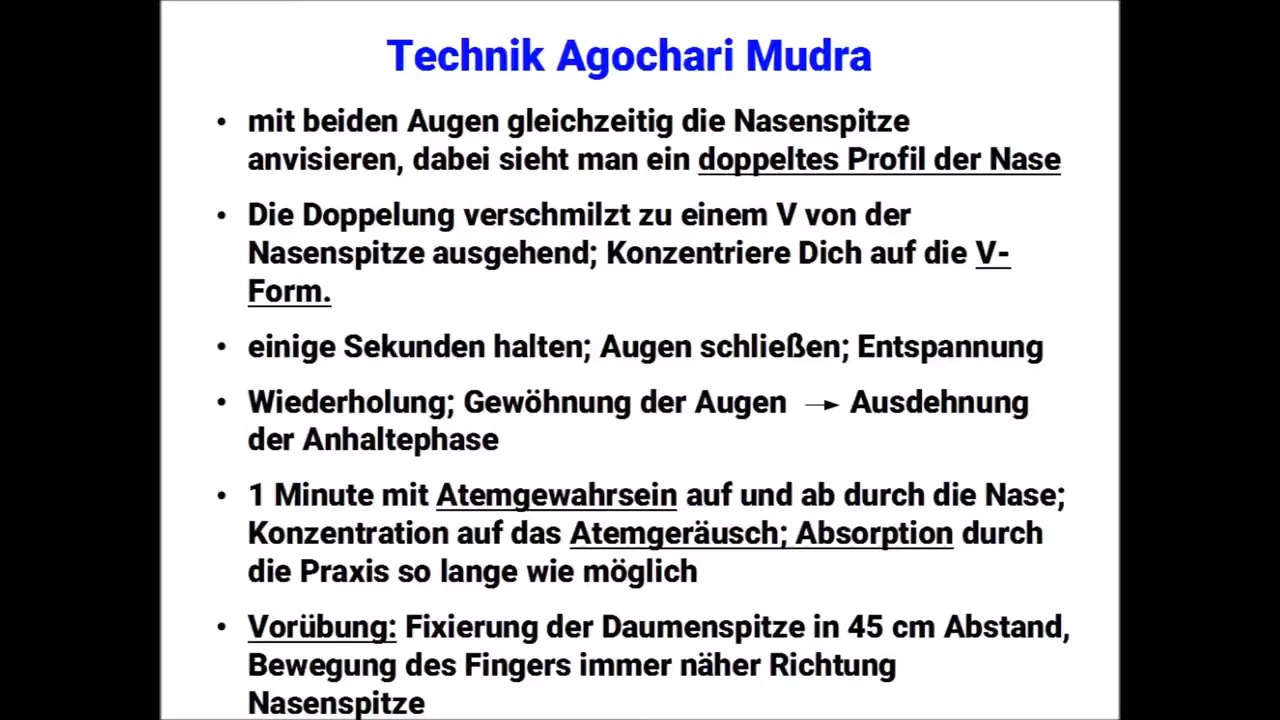 Technik Agochari Mudra
• mit beiden Augen gleichzeitig die Nasenspitze
anvisieren, dabei sieht man ein doppeltes Profil der Nase
• Die Doppelung verschmilzt zu einem V von der
Nasenspitze ausgehend; Konzentriere Dich auf die V-
Form.
• einige Sekunden halten; Augen schließen; Entspannung
• Wiederholung; Gewöhnung der Augen → Ausdehnung
der Anhaltephase
• 1 Minute mit Atemgewahrsein auf und ab durch die Nase;
Konzentration auf das Atemgeräusch; Absorption durch
die Praxis so lange wie möglich
• Vorübung: Fixierung der Daumenspitze in 45 cm Abstand,
Bewegung des Fingers immer näher Richtung
Nasenspitze